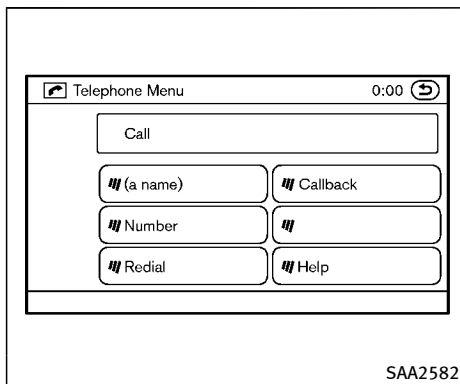 Telephone Menu 0:00
Call
(a name) Callback
Number
Redial Help
SAA2582